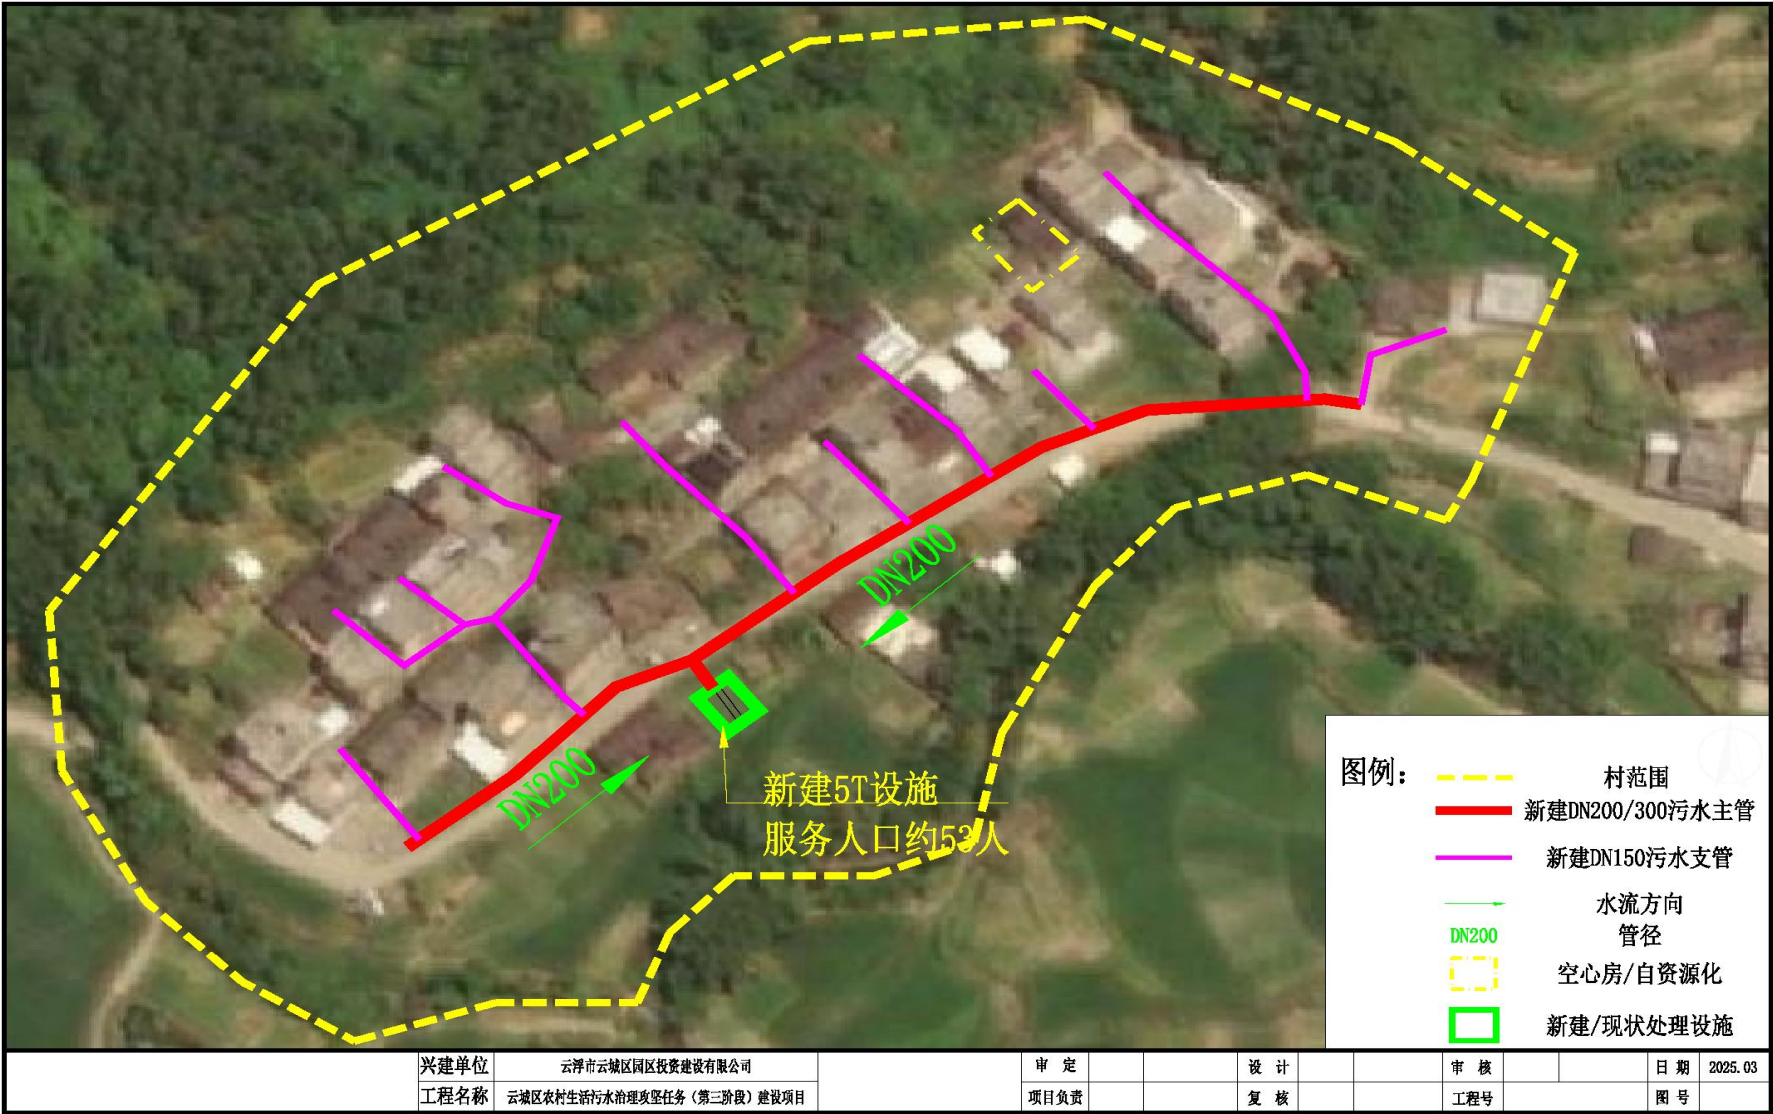 DN200
DN200
新建5T设施
服务人口约53人
图例：
村范围
新建DN200/300污水主管
新建DN150污水支管
水流方向
DN200 管径
空心房/自资源化
新建/现状处理设施
兴建单位 云浮市云城区园区投资建设有限公司 审 定 设 计 审 核 日 期 2025.03
工程名称 云城区农村生活污水治理攻坚任务（第三阶段）建设项目 项目负责 复 核 工程号 图 号